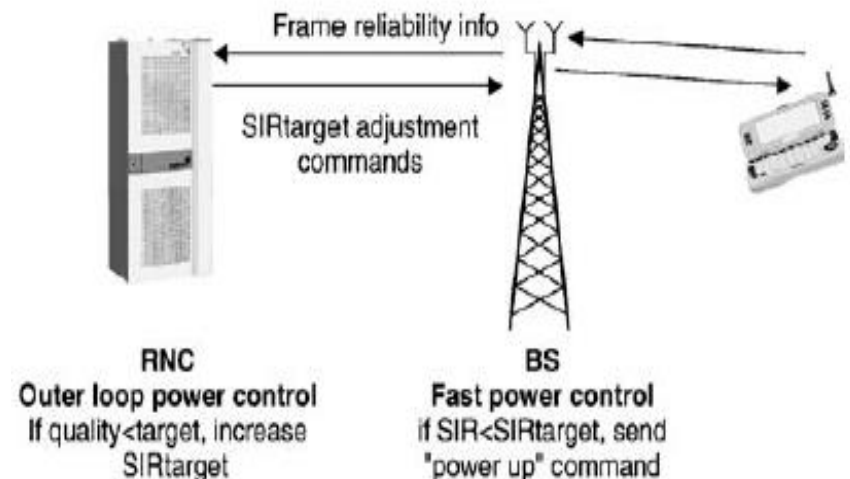 Frame reliability info
SIRtarget adjustment
commands
RNC
Outer loop power control
If quality<target, increase
SIRtarget
BS
Fast power control
if SIR<SIRtarget, send
"power up" command